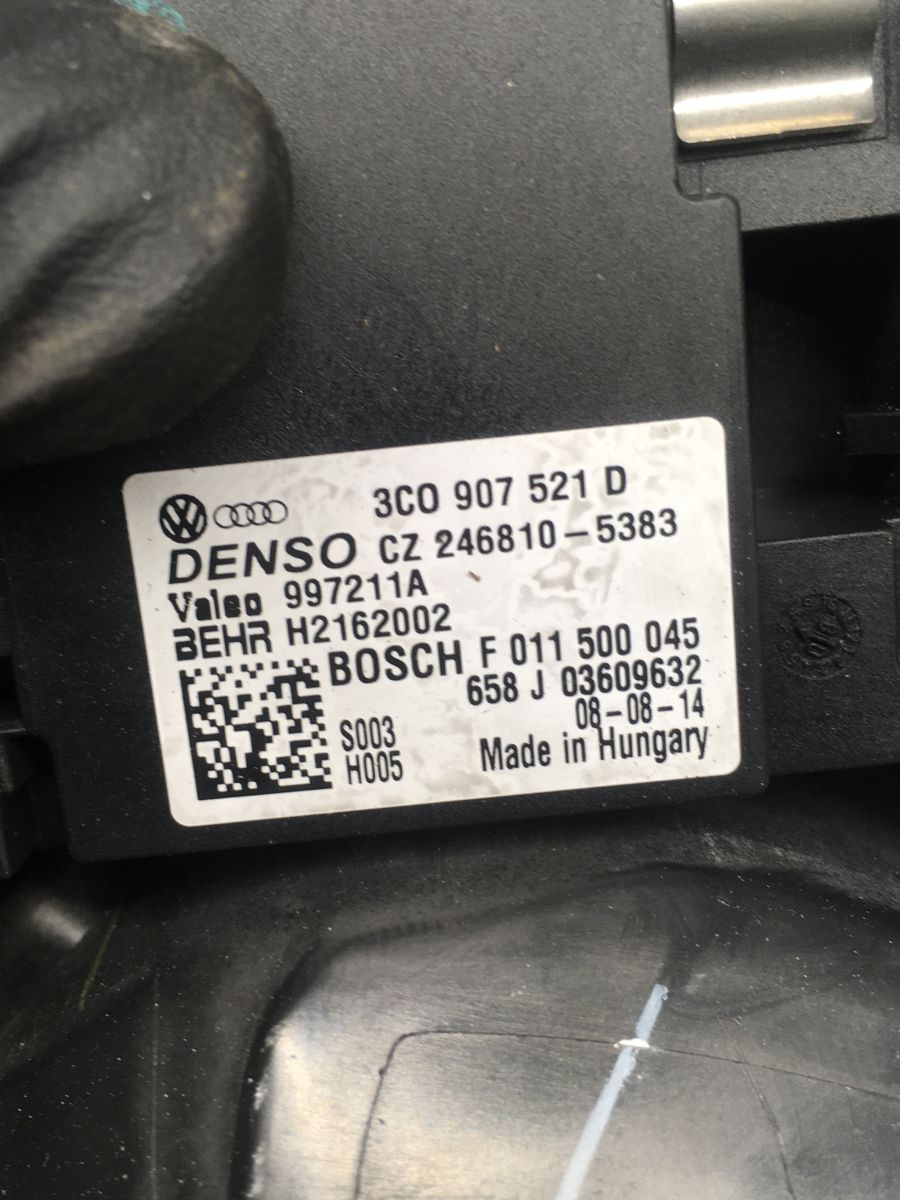 3C0 907 521 D
DENSO CZ 246810-5383
Valeo 997211A
BEHR H2162002
BOSCH F 011 500 045
658 J 03609632
08-08-14
S003
H005
Made in Hungary